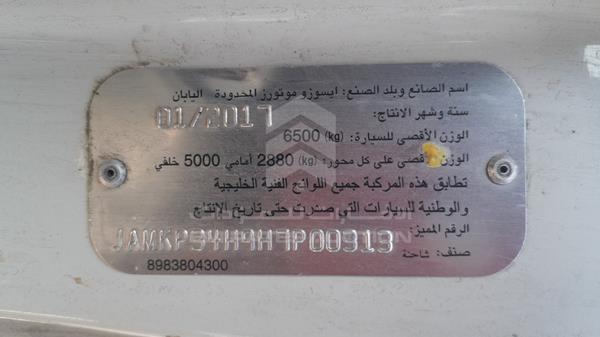 اسم الصانع وبلد الصنع: ايسوزو موتورز المحدودة اليابان
سنة وشهر الانتاج: 01/2017
الوزن الأقصى للسيارة: 6500 (kg)
الوزن الأقصى على كل محور: 2880 (kg) أمامي 5000 خلفي
تطابق هذه المركبة جميع اللوائح الفنية الخليجية
والوطنية للسيارات التي صدرت حتى تاريخ الإنتاج
الرقم المميز:
JAMKP34H4H7P00313
صنف: شاحنة
8983804300